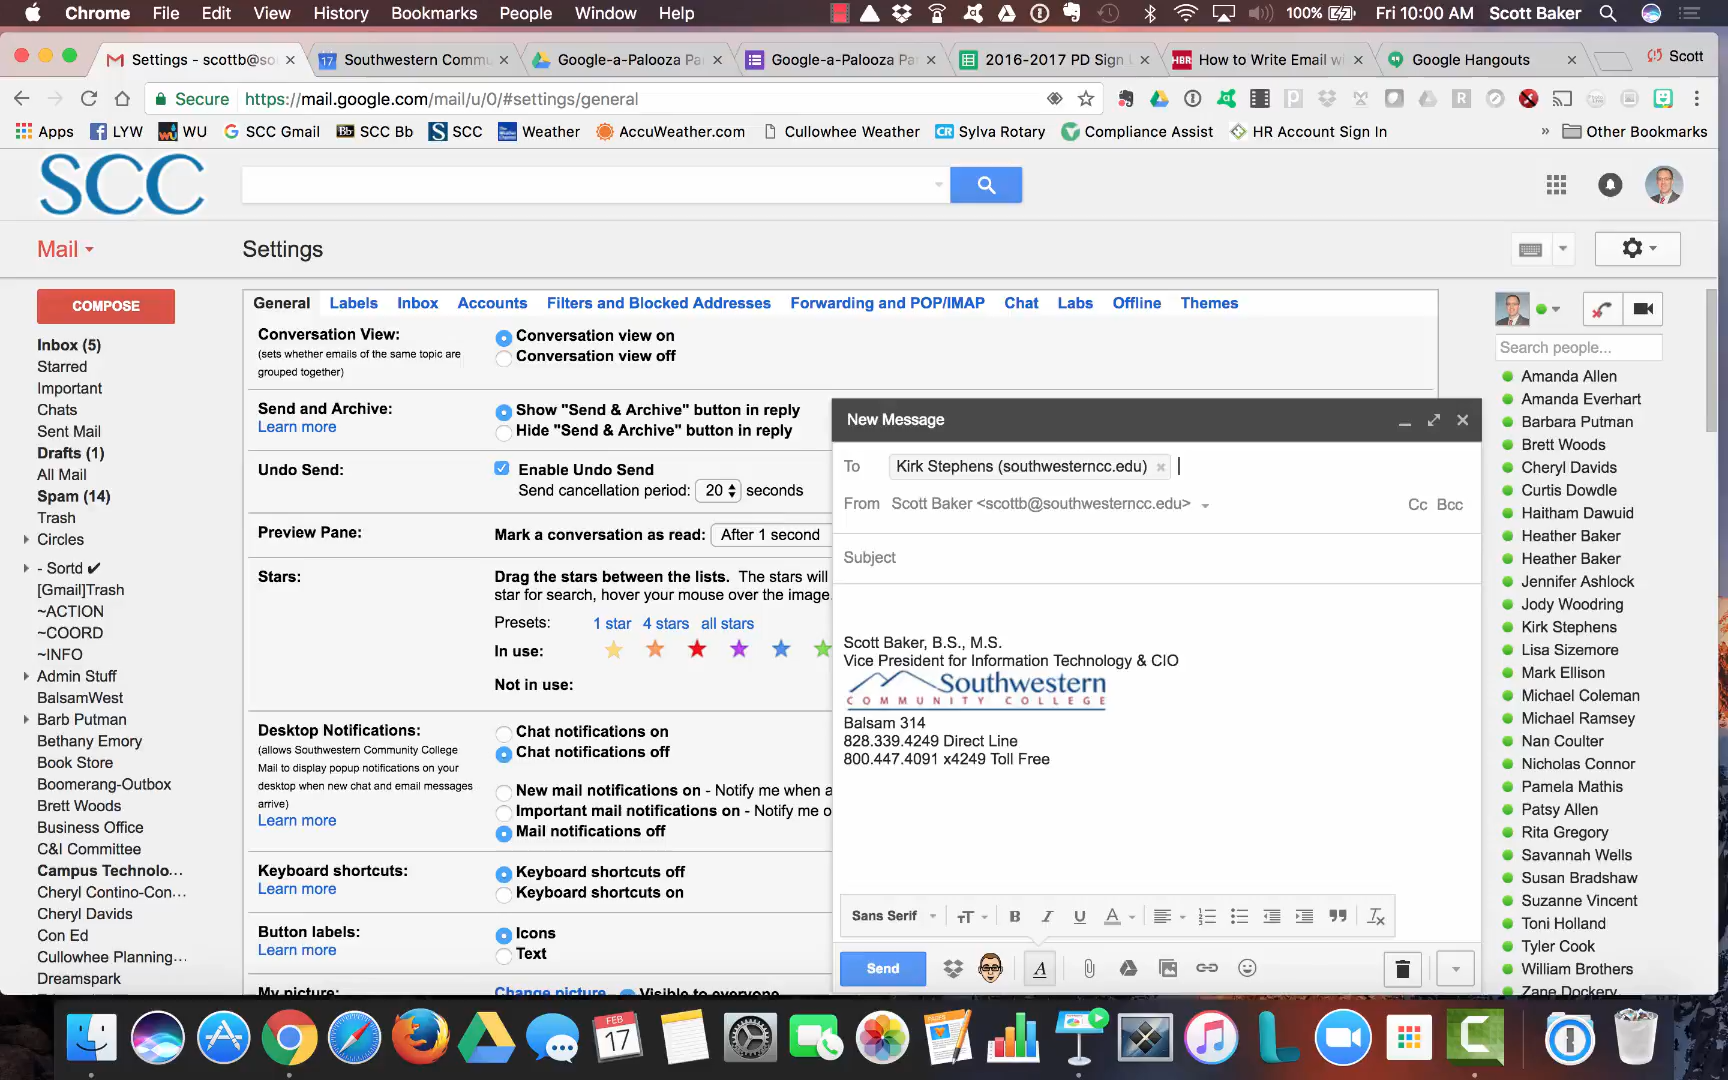 Chrome File Edit View History Bookmarks People Window Help 100% Fri 10:00 AM Scott Baker
Settings - scottb@so Southwestern Commu Google-a-Palooza Pa Google-a-Palooza Pa 2016-2017 PD Sign HBR How to Write Email wi Google Hangouts Scott
Secure https://mail.google.com/mail/u/0/#settings/general
Apps LYW WU SCC Gmail Bb SCC Bb SCC Weather AccuWeather.com Cullowhee Weather CR Sylva Rotary Compliance Assist HR Account Sign In » Other Bookmarks
SCC
Mail Settings
COMPOSE
Inbox (5)
Starred
Important
Chats
Sent Mail
Drafts (1)
All Mail
Spam (14)
Trash
Circles
- Sortd ✔
[Gmail]Trash
~ACTION
~COORD
~INFO
Admin Stuff
BalsamWest
Barb Putman
Bethany Emory
Book Store
Boomerang-Outbox
Brett Woods
Business Office
C&I Committee
Campus Technolo...
Cheryl Contino-Con...
Cheryl Davids
Con Ed
Cullowhee Planning...
Dreamspark
General Labels Inbox Accounts Filters and Blocked Addresses Forwarding and POP/IMAP Chat Labs Offline Themes
Conversation View:
(sets whether emails of the same topic are
grouped together)
Conversation view on
Conversation view off
Send and Archive:
Learn more
Show "Send & Archive" button in reply
Hide "Send & Archive" button in reply
Undo Send:
Enable Undo Send
Send cancellation period: 20 seconds
Preview Pane:
Mark a conversation as read: After 1 second
Stars:
Drag the stars between the lists. The stars will
star for search, hover your mouse over the image.
Presets: 1 star 4 stars all stars
In use:
Not in use:
Desktop Notifications:
(allows Southwestern Community College
Mail to display popup notifications on your
desktop when new chat and email messages
arrive)
Learn more
Chat notifications on
Chat notifications off
New mail notifications on - Notify me when a
Important mail notifications on - Notify me o
Mail notifications off
Keyboard shortcuts:
Learn more
Keyboard shortcuts off
Keyboard shortcuts on
Button labels:
Learn more
Icons
Text
My picture:
Change picture Visible to everyone
New Message
To Kirk Stephens (southwesterncc.edu)
From Scott Baker <scottb@southwesterncc.edu> Cc Bcc
Subject
Scott Baker, B.S., M.S.
Vice President for Information Technology & CIO
Southwestern
COMMUNITY COLLEGE
Balsam 314
828.339.4249 Direct Line
800.447.4091 x4249 Toll Free
Sans Serif
Send
Search people...
Amanda Allen
Amanda Everhart
Barbara Putman
Brett Woods
Cheryl Davids
Curtis Dowdle
Haitham Dawuid
Heather Baker
Heather Baker
Jennifer Ashlock
Jody Woodring
Kirk Stephens
Lisa Sizemore
Mark Ellison
Michael Coleman
Michael Ramsey
Nan Coulter
Nicholas Connor
Pamela Mathis
Patsy Allen
Rita Gregory
Savannah Wells
Susan Bradshaw
Suzanne Vincent
Toni Holland
Tyler Cook
William Brothers
Zane Dockery
FEB
17